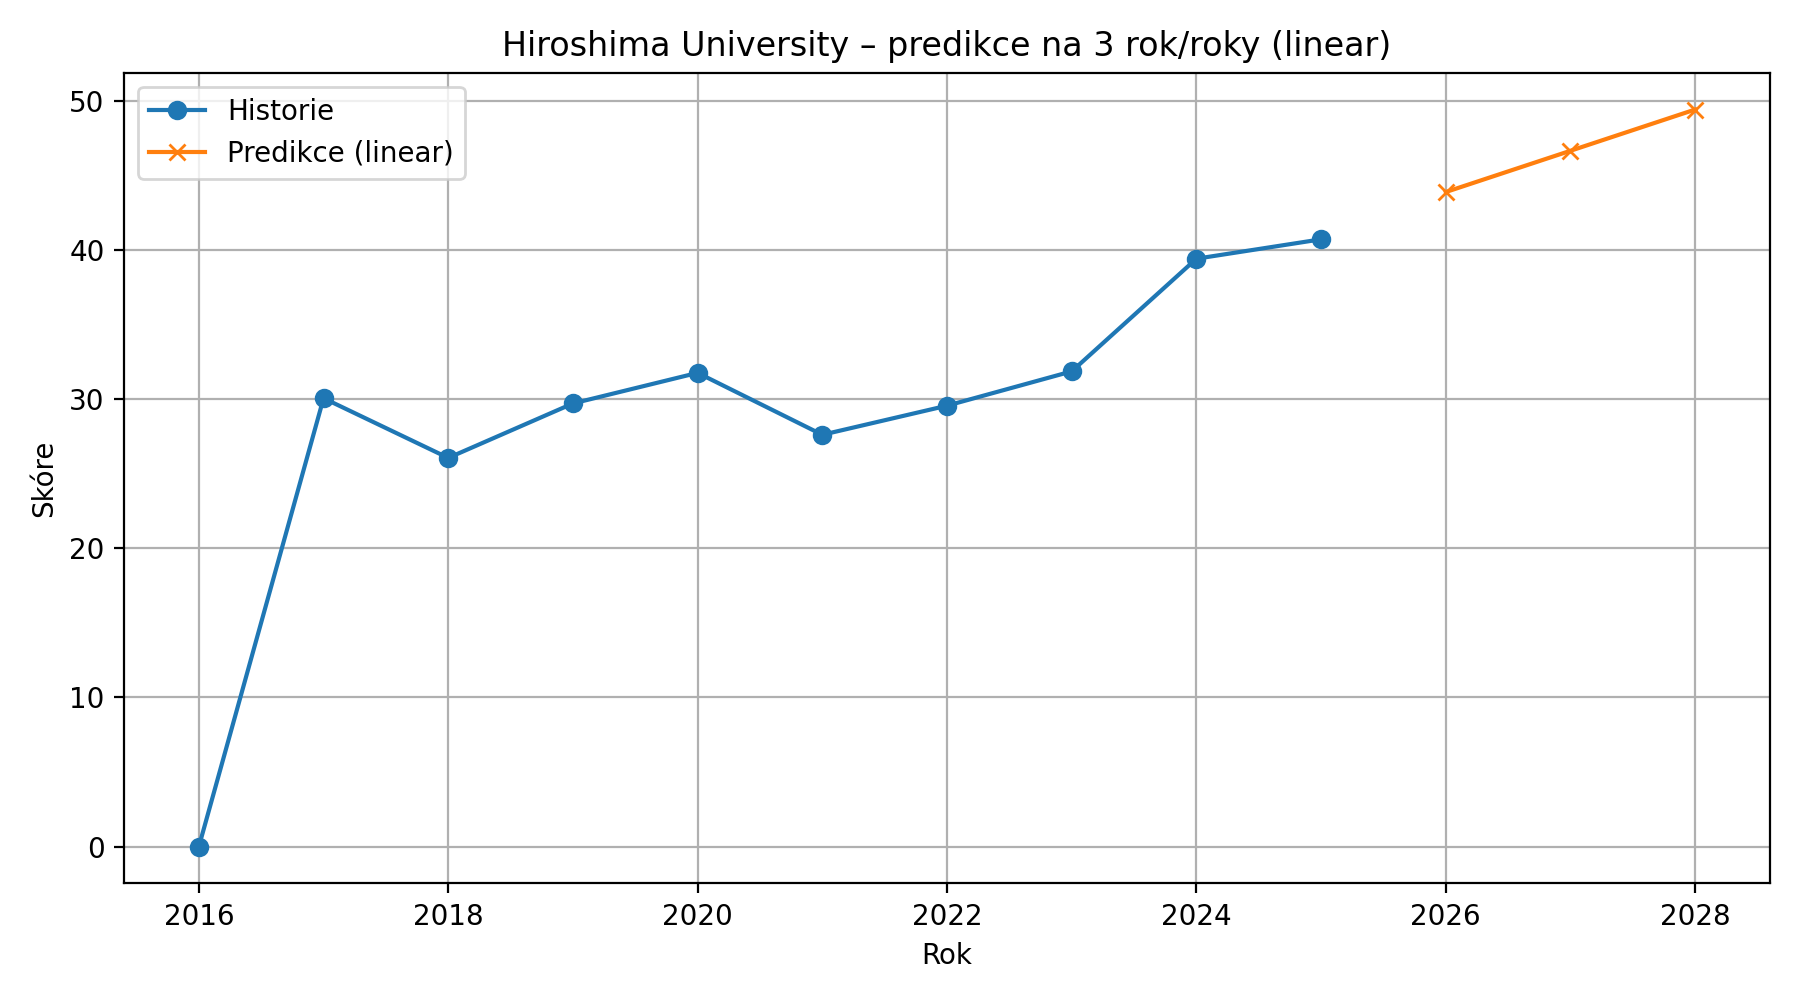 Hiroshima University – predikce na 3 rok/roky (linear)
Historie
Predikce (linear)
50
40
30
20
10
0
Skóre
2016 2018 2020 2022 2024 2026 2028
Rok